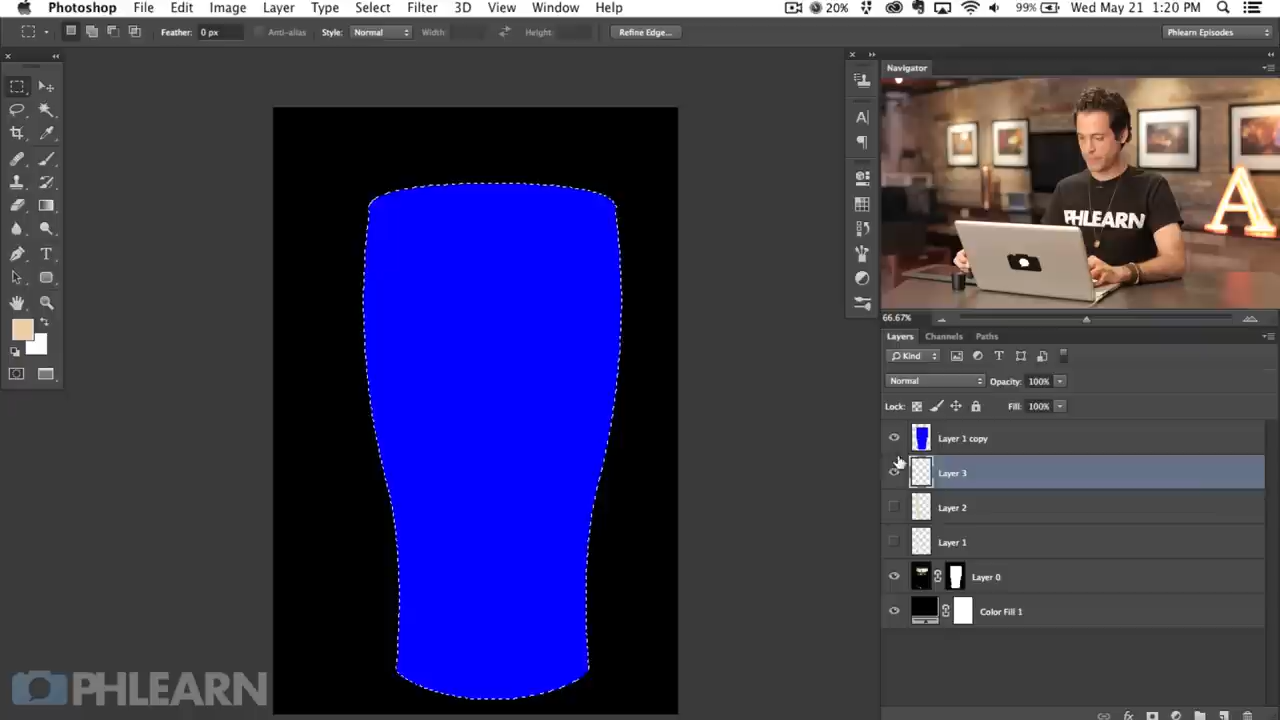 Photoshop File Edit Image Layer Type Select Filter 3D View Window Help 20% 99% Wed May 21 1:20 PM
Feather: 0 px Anti-alias Style: Normal Width: Height: Refine Edge... Phlearn Episodes
Navigator
PHLEARN
A
66.67%
Layers Channels Paths
Kind
Normal Opacity: 100%
Lock: Fill: 100%
Layer 1 copy
Layer 3
Layer 2
Layer 1
Layer 0
Color Fill 1
PHLEARN